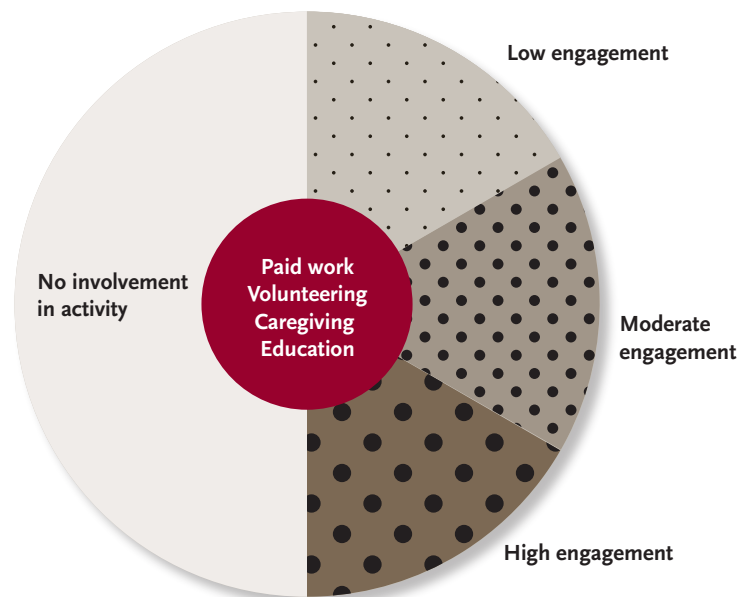 Low engagement
No involvement
in activity
Paid work
Volunteering
Caregiving
Education
Moderate
engagement
High engagement